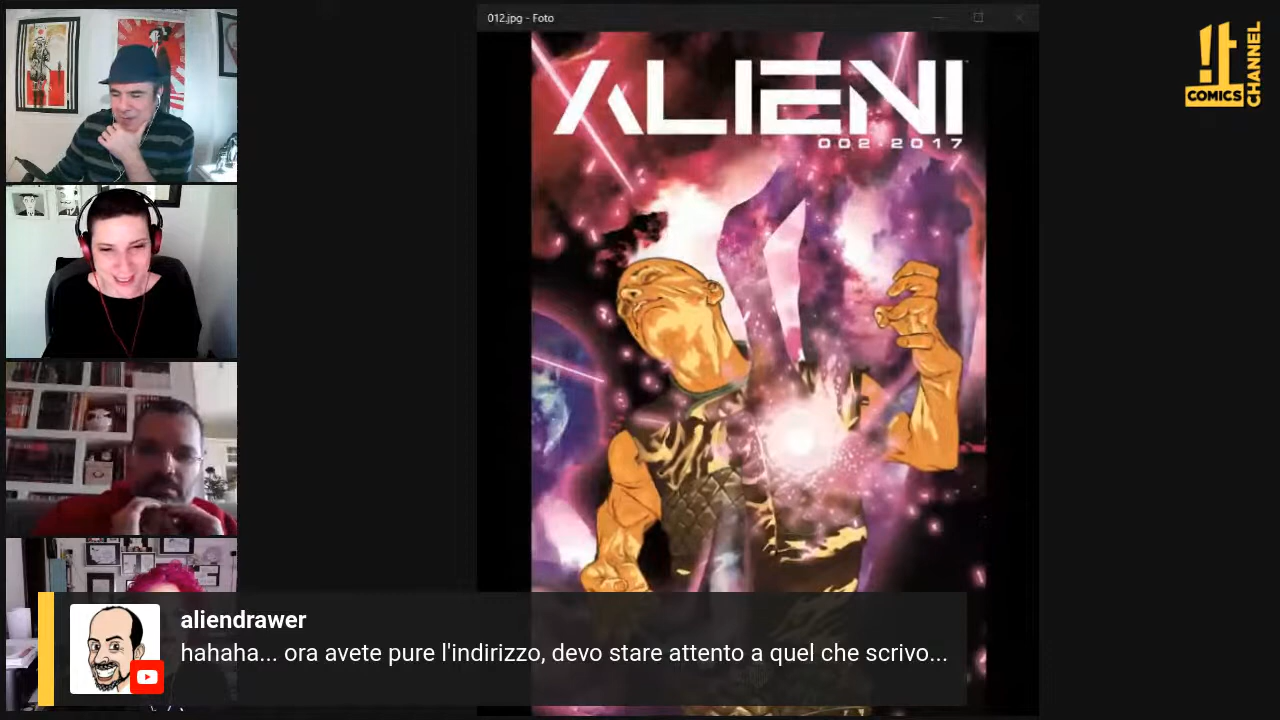 012.jpg - Foto
ALIENI
002-2017
!t
COMICS
CHANNEL
aliendrawer
hahaha... ora avete pure l'indirizzo, devo stare attento a quel che scrivo...